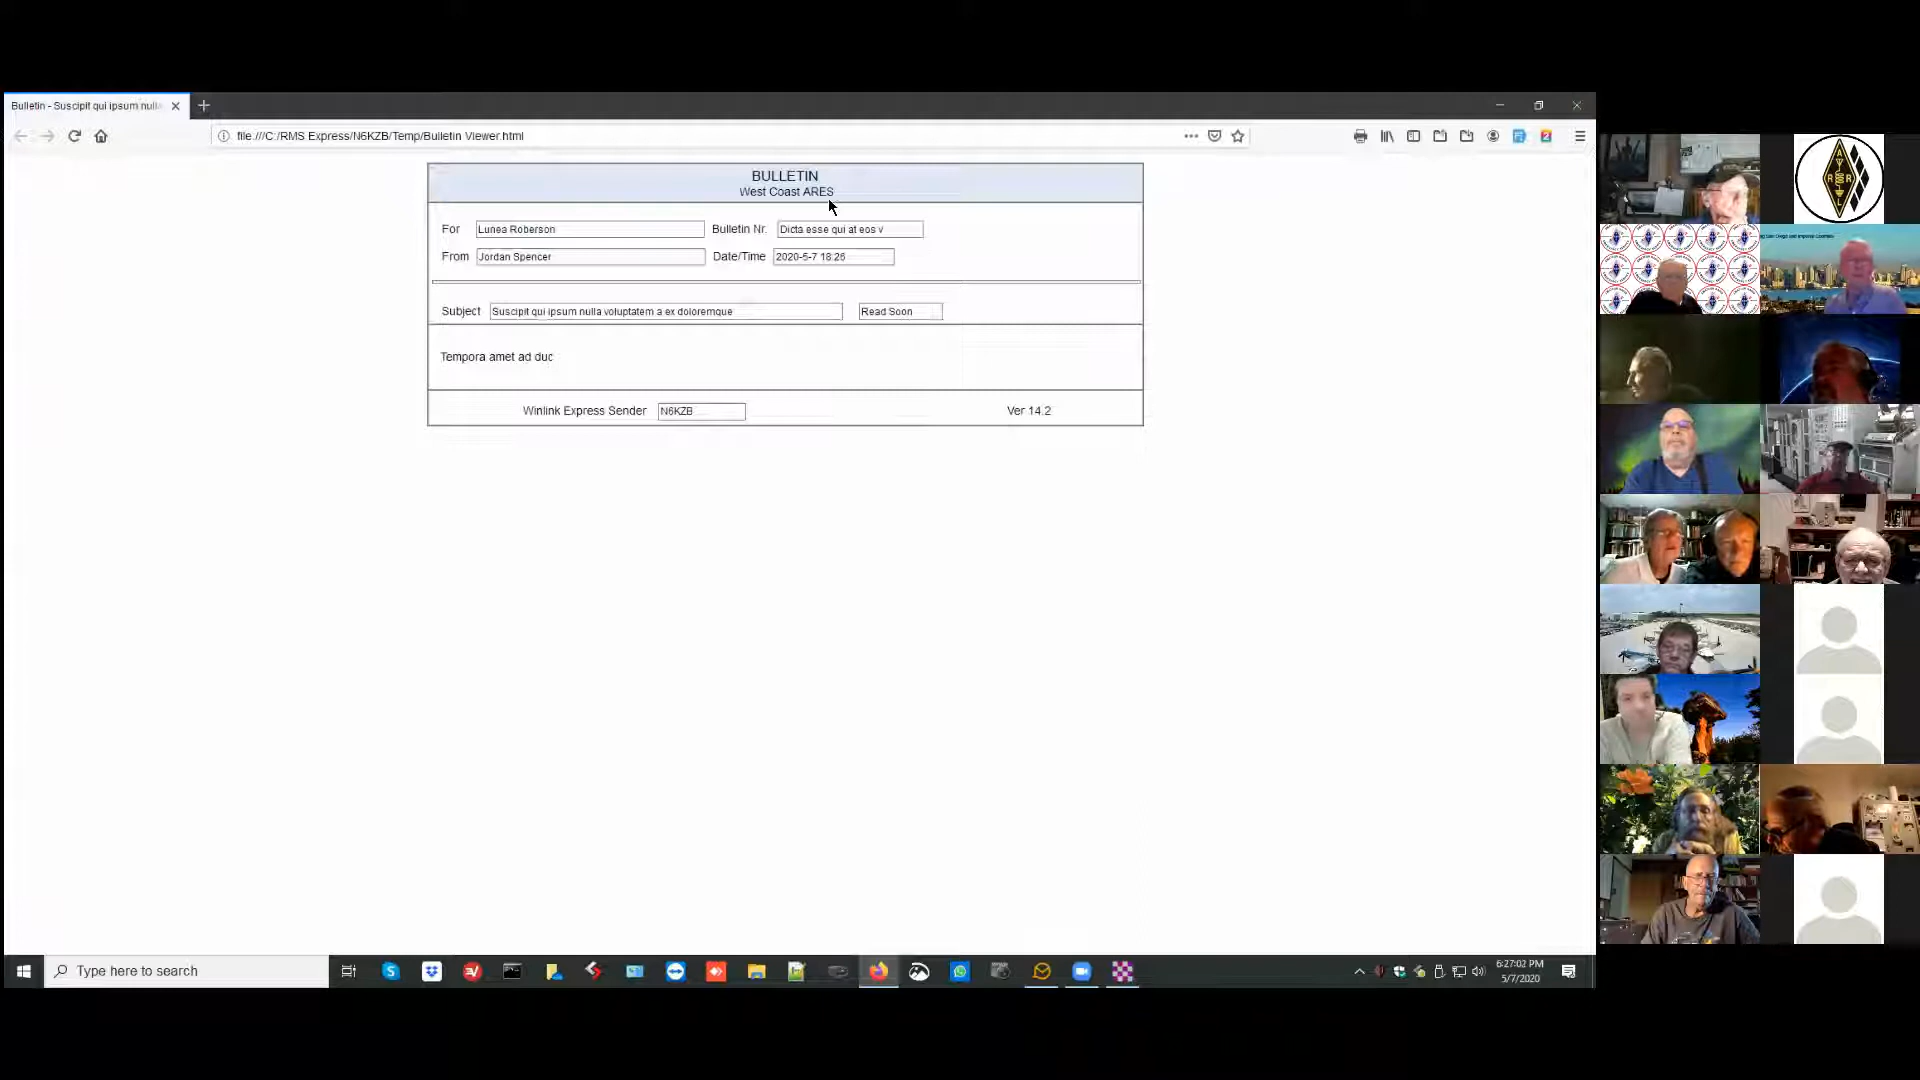 Bulletin - Suscipit qui ipsum null
file:///C:/RMS Express/N6KZB/Temp/Bulletin Viewer.html
BULLETIN
West Coast ARES
For Lunea Roberson Bulletin Nr. Dicta esse qui at eos v
From Jordan Spencer Date/Time 2020-5-7 18:26
Subject Suscipit qui ipsum nulla voluptatem a ex doloremque Read Soon
Tempora amet ad duc
Winlink Express Sender N6KZB Ver 14.2
Type here to search
6:27:02 PM
5/7/2020
A
R R
L